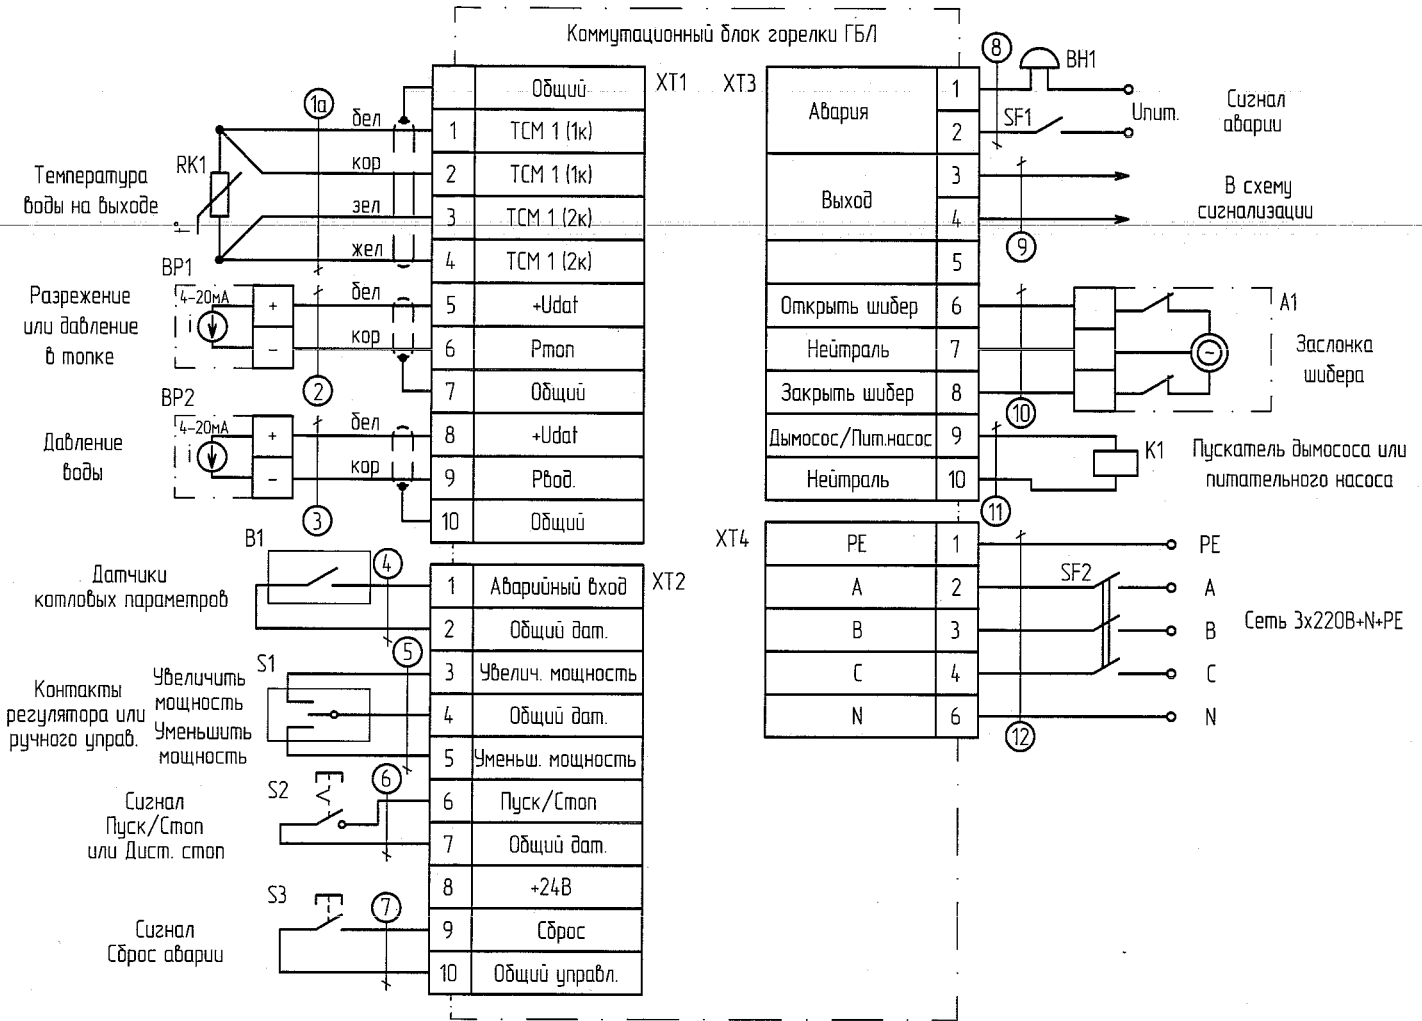 Коммутационный блок горелки ГБЛ
XT1
Общий
1 ТСМ 1 (1к)
2 ТСМ 1 (1к)
3 ТСМ 1 (2к)
4 ТСМ 1 (2к)
5 +Udat
6 Pтоп
7 Общий
8 +Udat
9 Pвод.
10 Общий
1а
бел
кор
зел
жел
RK1
t°
Температура
воды на выходе
BP1
4-20мА
i
+
−
бел
кор
2
Разрежение
или давление
в топке
BP2
4-20мА
i
+
−
бел
кор
3
Давление
воды
XT2
1 Аварийный вход
2 Общий дат.
3 Увелич. мощность
4 Общий дат.
5 Уменьш. мощность
6 Пуск/Стоп
7 Общий дат.
8 +24В
9 Сброс
10 Общий управл.
B1
4
Датчики
котловых параметров
S1
5
Увеличить
мощность
Уменьшить
мощность
Контакты
регулятора или
ручного управ.
S2
6
Сигнал
Пуск/Стоп
или Дист. стоп
S3
7
Сигнал
Сброс аварии
XT3
Авария
1
2
Выход
3
4
5
Открыть шибер 6
Нейтраль 7
Закрыть шибер 8
Дымосос/Пит.насос 9
Нейтраль 10
8
BH1
SF1
Uпит.
Сигнал
аварии
9
В схему
сигнализации
10
A1
~
Заслонка
шибера
11
K1
Пускатель дымососа или
питательного насоса
XT4
PE 1
A 2
B 3
C 4
N 6
12
SF2
PE
A
B
C
N
Сеть 3х220В+N+PE